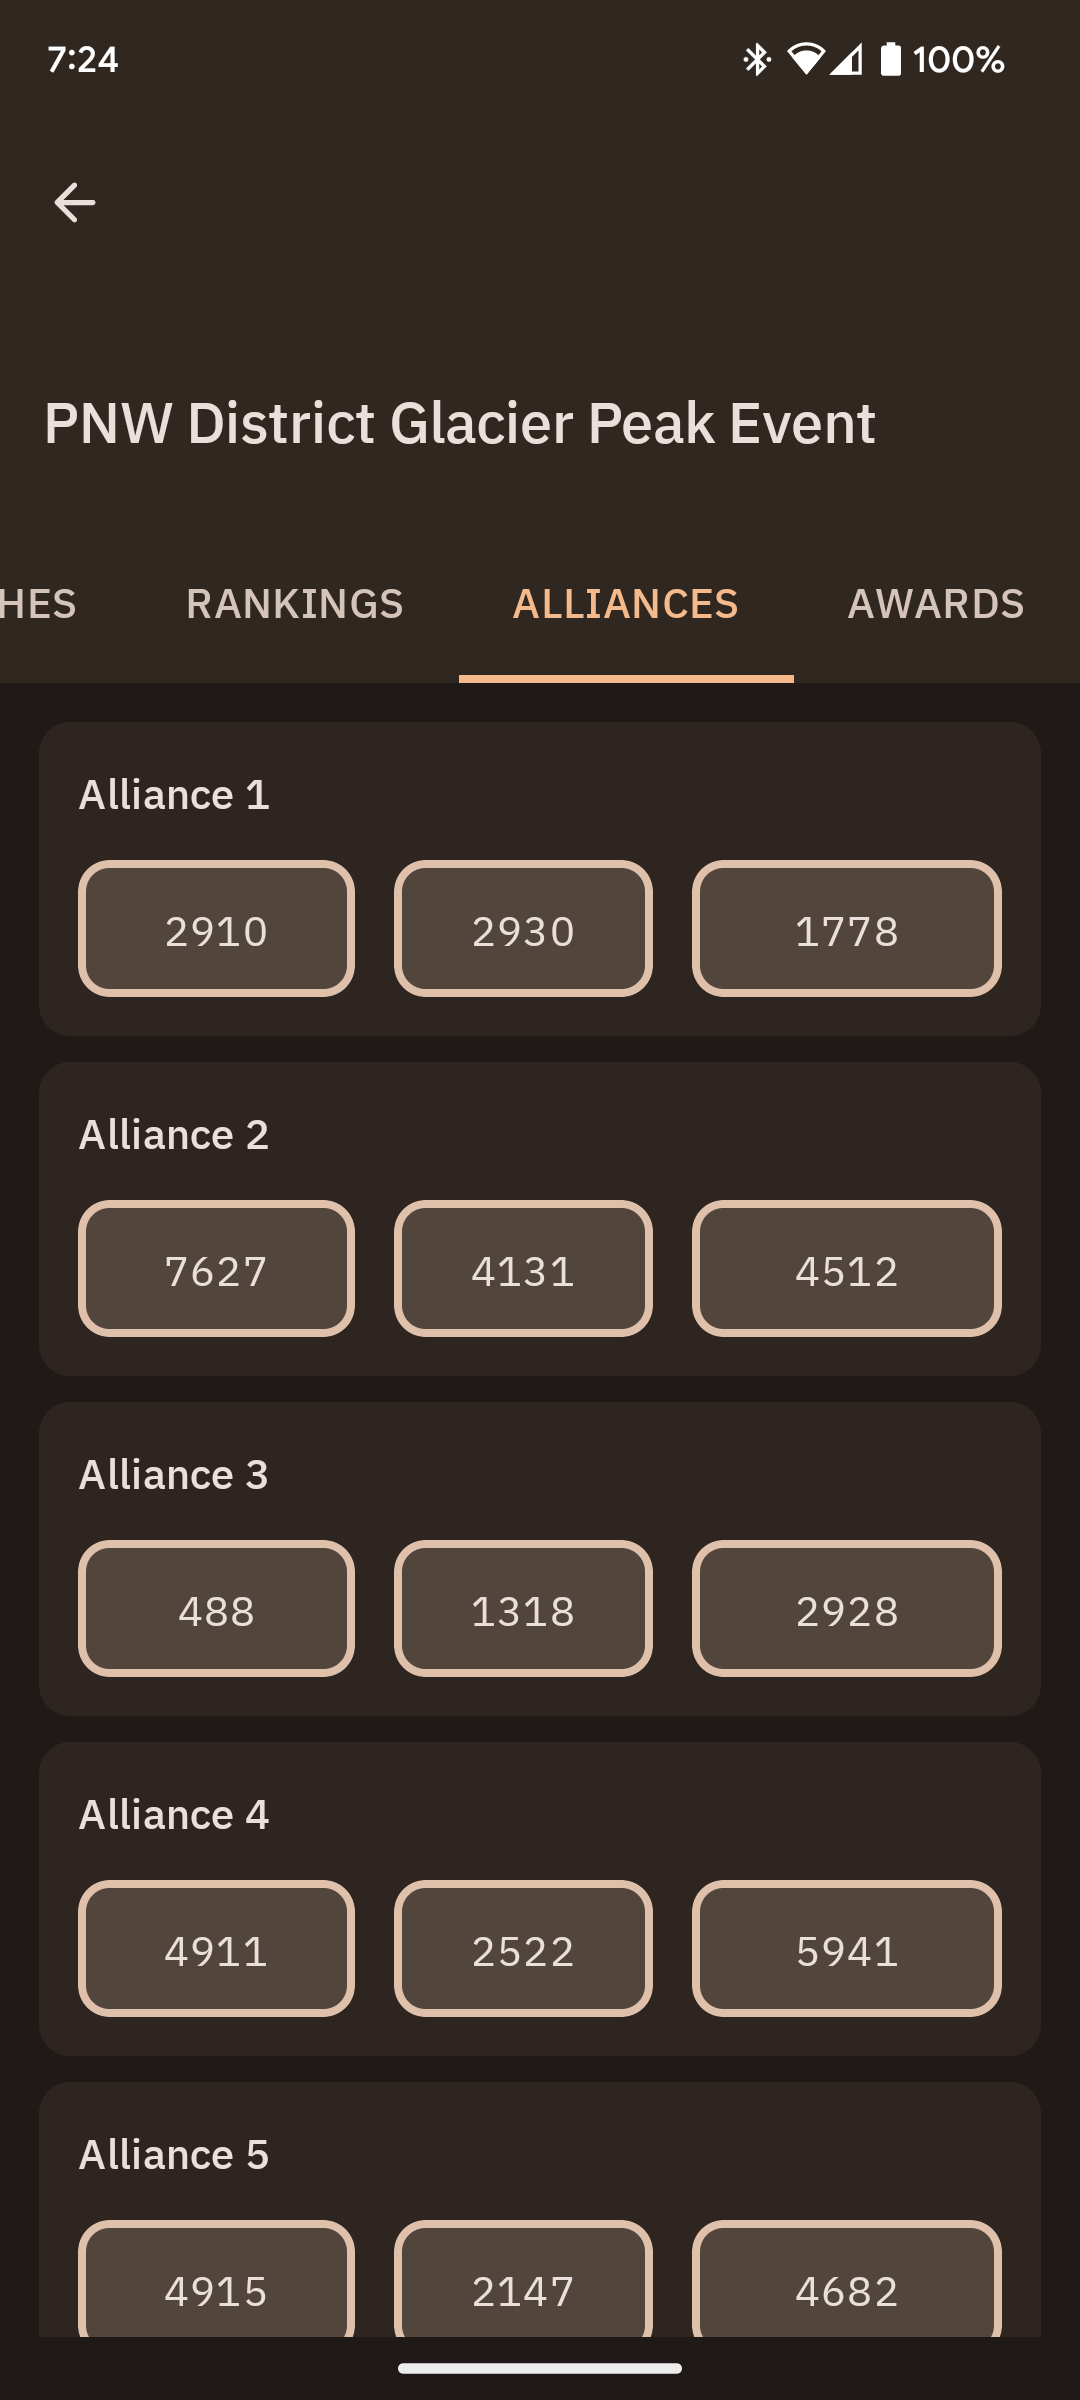 7:24 100%
PNW District Glacier Peak Event
HES RANKINGS ALLIANCES AWARDS
Alliance 1
2910 2930 1778
Alliance 2
7627 4131 4512
Alliance 3
488 1318 2928
Alliance 4
4911 2522 5941
Alliance 5
4915 2147 4682